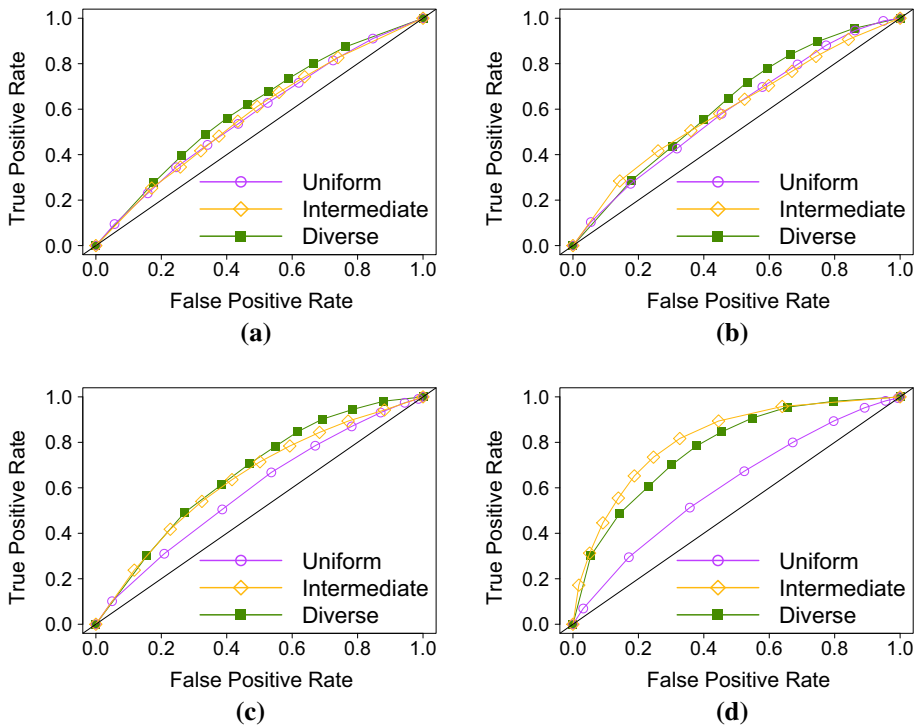 True Positive Rate
1.0
0.8
0.6
0.4
0.2
0.0
Uniform
Intermediate
Diverse
0.0 0.2 0.4 0.6 0.8 1.0
False Positive Rate
(a)
True Positive Rate
1.0
0.8
0.6
0.4
0.2
0.0
Uniform
Intermediate
Diverse
0.0 0.2 0.4 0.6 0.8 1.0
False Positive Rate
(b)
True Positive Rate
1.0
0.8
0.6
0.4
0.2
0.0
Uniform
Intermediate
Diverse
0.0 0.2 0.4 0.6 0.8 1.0
False Positive Rate
(c)
True Positive Rate
1.0
0.8
0.6
0.4
0.2
0.0
Uniform
Intermediate
Diverse
0.0 0.2 0.4 0.6 0.8 1.0
False Positive Rate
(d)